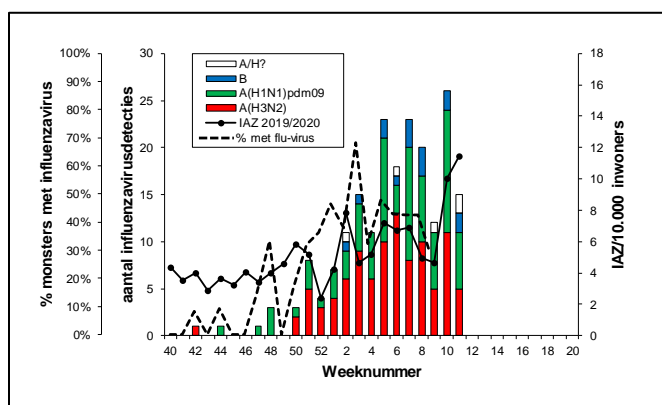 % monsters met influenzavirus
100%
90%
80%
70%
60%
50%
40%
30%
20%
10%
0%
aantal influenzavirusdetecties
30
25
20
15
10
5
0
A/H?
B
A(H1N1)pdm09
A(H3N2)
IAZ 2019/2020
% met flu-virus
18
16
14
12
10
8
6
4
2
0
IAZ/10.000 inwoners
40 42 44 46 48 50 52 2 4 6 8 10 12 14 16 18 20
Weeknummer